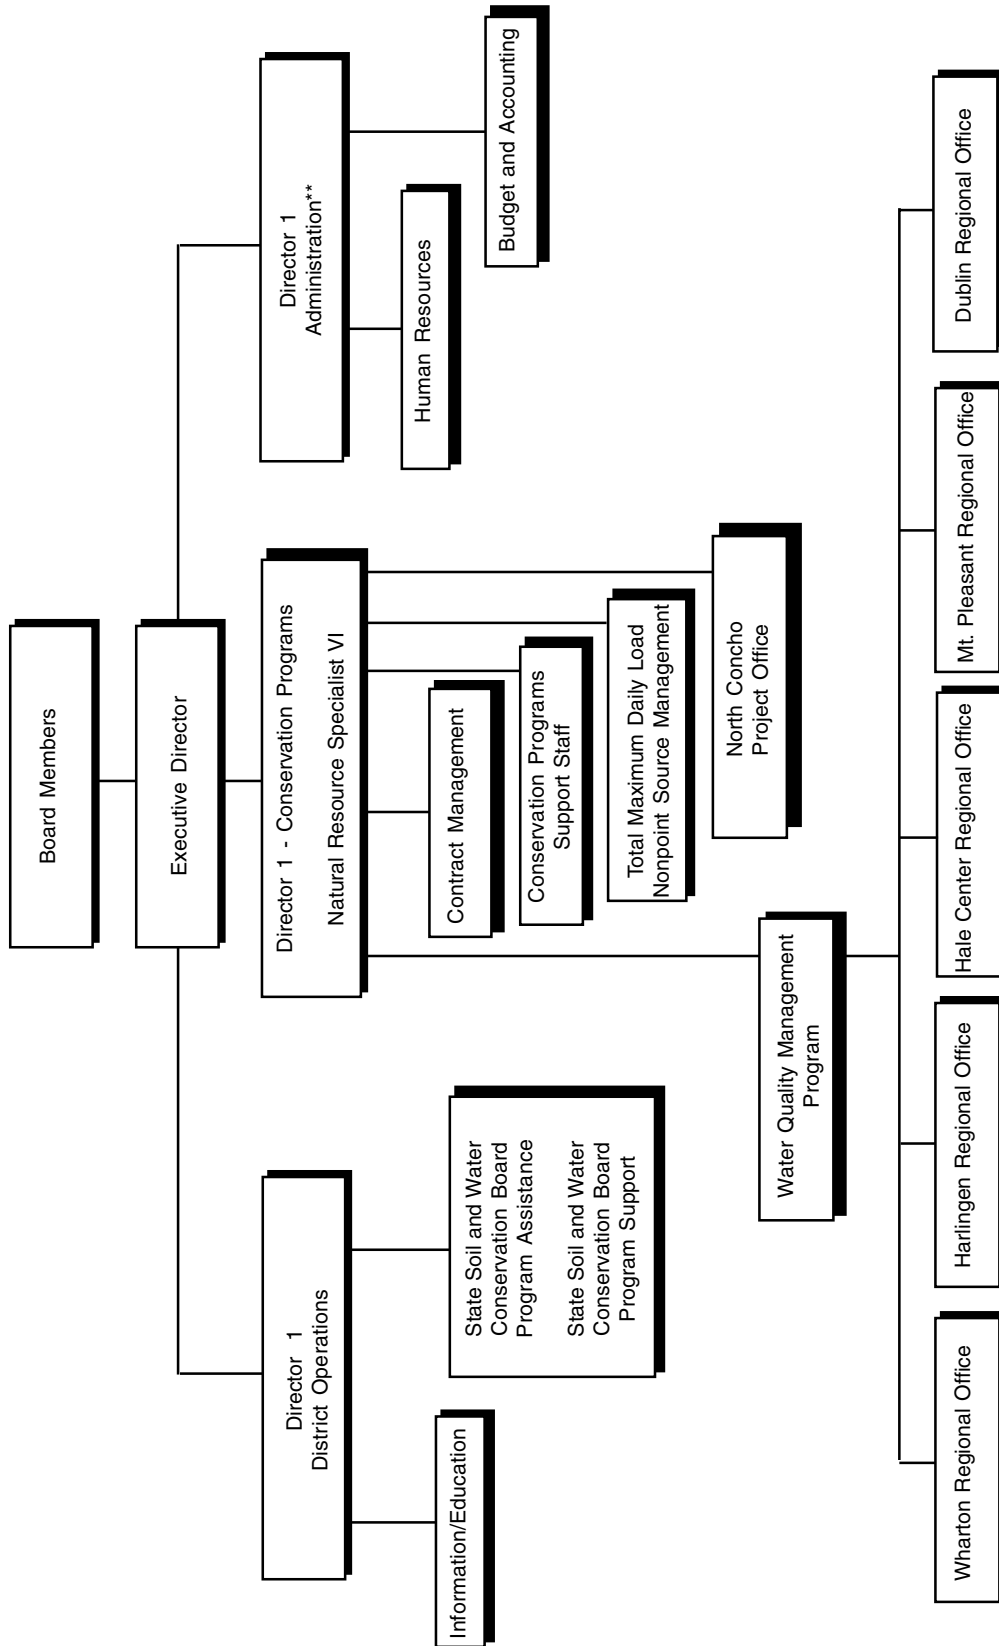 Board Members
Executive Director
Director 1
District Operations
Director 1 - Conservation Programs
Natural Resource Specialist VI
Director 1
Administration**
Information/Education
State Soil and Water
Conservation Board
Program Assistance
State Soil and Water
Conservation Board
Program Support
Contract Management
Conservation Programs
Support Staff
Total Maximum Daily Load
Nonpoint Source Management
North Concho
Project Office
Human Resources
Budget and Accounting
Water Quality Management
Program
Wharton Regional Office
Harlingen Regional Office
Hale Center Regional Office
Mt. Pleasant Regional Office
Dublin Regional Office